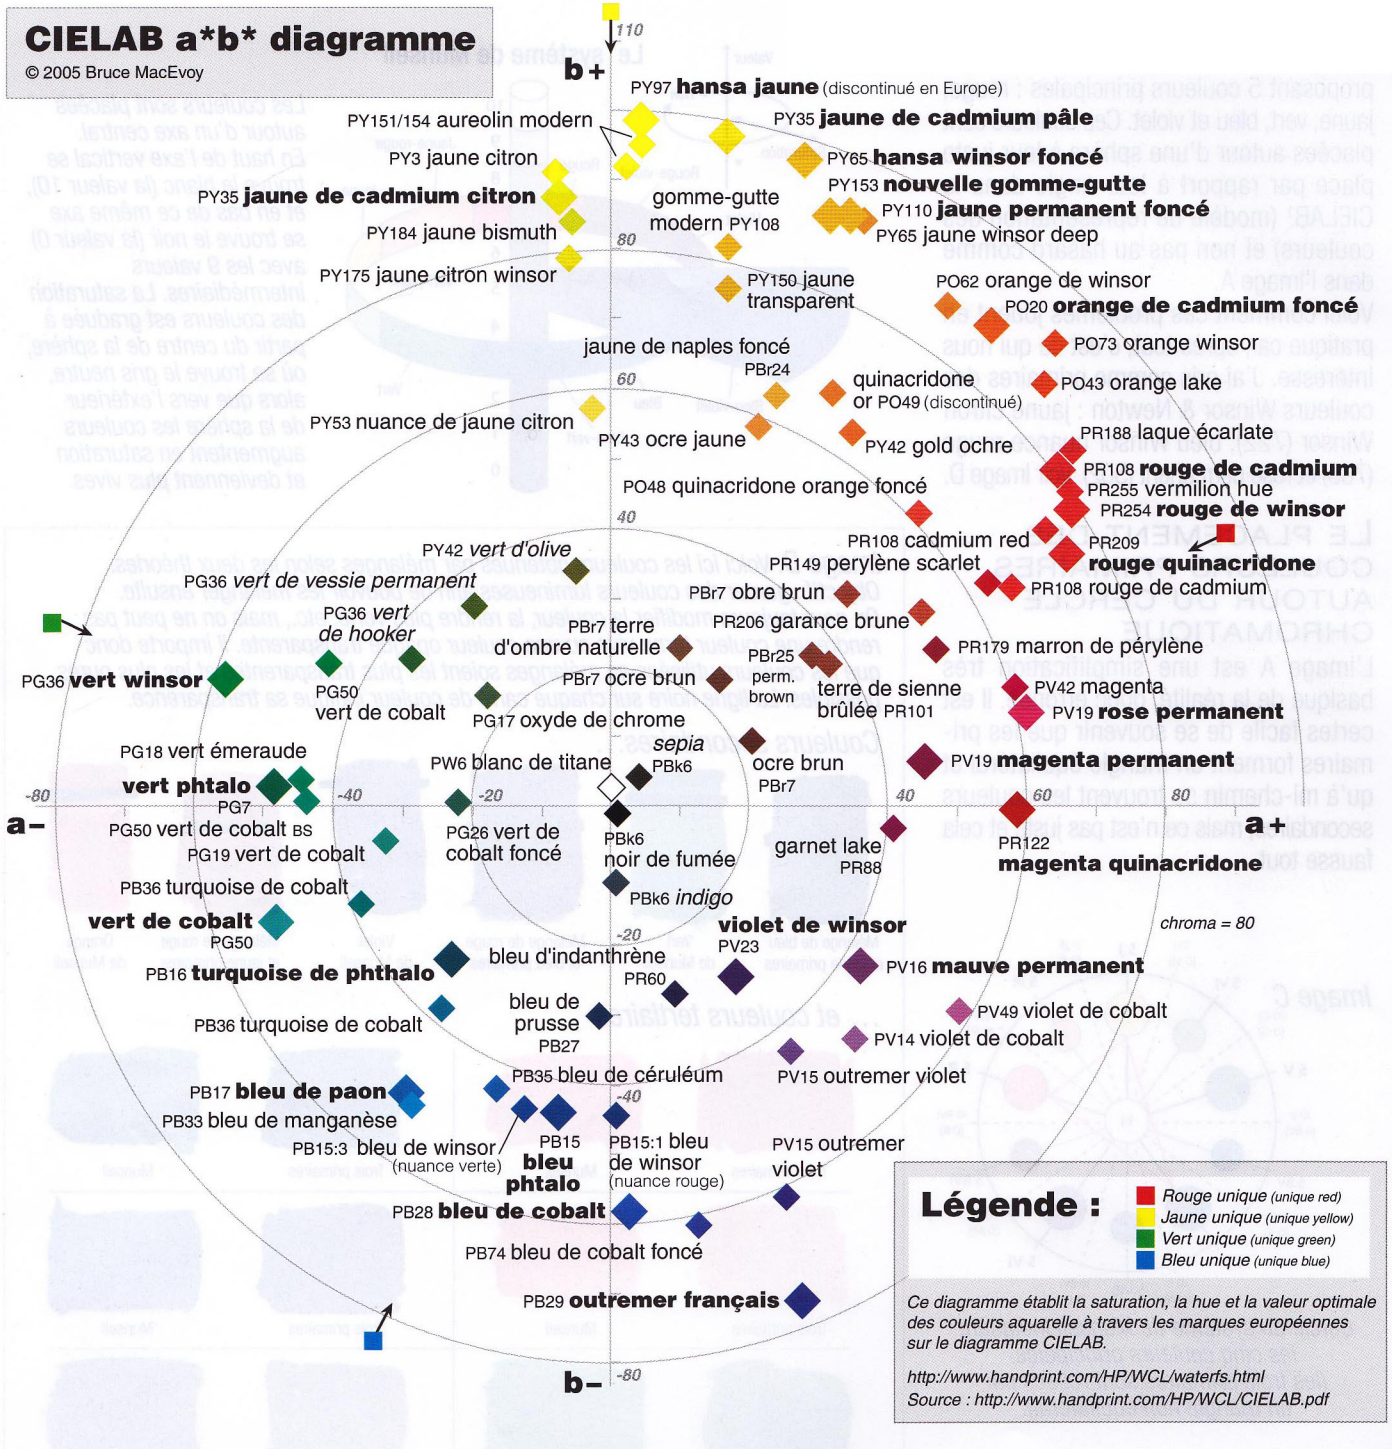 CIELAB a*b* diagramme
© 2005 Bruce MacEvoy
110
b+
PY97 hansa jaune (discontinué en Europe)
PY151/154 aureolin modern
PY35 jaune de cadmium pâle
PY3 jaune citron
PY65 hansa winsor foncé
PY35 jaune de cadmium citron
gomme-gutte
modern PY108
PY153 nouvelle gomme-gutte
PY110 jaune permanent foncé
PY184 jaune bismuth
80
PY65 jaune winsor deep
PY175 jaune citron winsor
PY150 jaune
transparent
PO62 orange de winsor
PO20 orange de cadmium foncé
PO73 orange winsor
jaune de naples foncé
PBr24
60
quinacridone
or PO49 (discontinué)
PO43 orange lake
PY53 nuance de jaune citron
PY43 ocre jaune
PY42 gold ochre
PR188 laque écarlate
PR108 rouge de cadmium
PO48 quinacridone orange foncé
PR255 vermilion hue
PR254 rouge de winsor
40
PR108 cadmium red
PR209
rouge quinacridone
PY42 vert d'olive
PR149 perylène scarlet
PG36 vert de vessie permanent
PBr7 obre brun
PR108 rouge de cadmium
PG36 vert
de hooker
PBr7 terre
d'ombre naturelle
PR206 garance brune
PBr25
PR179 marron de pérylène
PG36 vert winsor
PG50
vert de cobalt
PBr7 ocre brun
perm.
brown
terre de sienne
brûlée PR101
PV42 magenta
PV19 rose permanent
PG17 oxyde de chrome
PG18 vert émeraude
PW6 blanc de titane
sepia
PBk6
ocre brun
PBr7
PV19 magenta permanent
vert phtalo
PG7
-80
-40
-20
40
60
80
a–
a+
PG50 vert de cobalt BS
PG26 vert de
cobalt foncé
PBk6
noir de fumée
garnet lake
PR88
PR122
magenta quinacridone
PG19 vert de cobalt
PB36 turquoise de cobalt
PBk6 indigo
vert de cobalt
PG50
violet de winsor
PV23
chroma = 80
-20
PB16 turquoise de phthalo
bleu d'indanthrène
PR60
PV16 mauve permanent
PB36 turquoise de cobalt
bleu de
prusse
PB27
PV49 violet de cobalt
PV14 violet de cobalt
PB35 bleu de céruléum
PV15 outremer violet
PB17 bleu de paon
-40
PB33 bleu de manganèse
PB15:3 bleu de winsor
(nuance verte)
PB15
bleu
phtalo
PB15:1 bleu
de winsor
(nuance rouge)
PV15 outremer
violet
PB28 bleu de cobalt
PB74 bleu de cobalt foncé
PB29 outremer français
-80
b–
Légende :
Rouge unique (unique red)
Jaune unique (unique yellow)
Vert unique (unique green)
Bleu unique (unique blue)
Ce diagramme établit la saturation, la hue et la valeur optimale
des couleurs aquarelle à travers les marques européennes
sur le diagramme CIELAB.
http://www.handprint.com/HP/WCL/waterfs.html
Source : http://www.handprint.com/HP/WCL/CIELAB.pdf